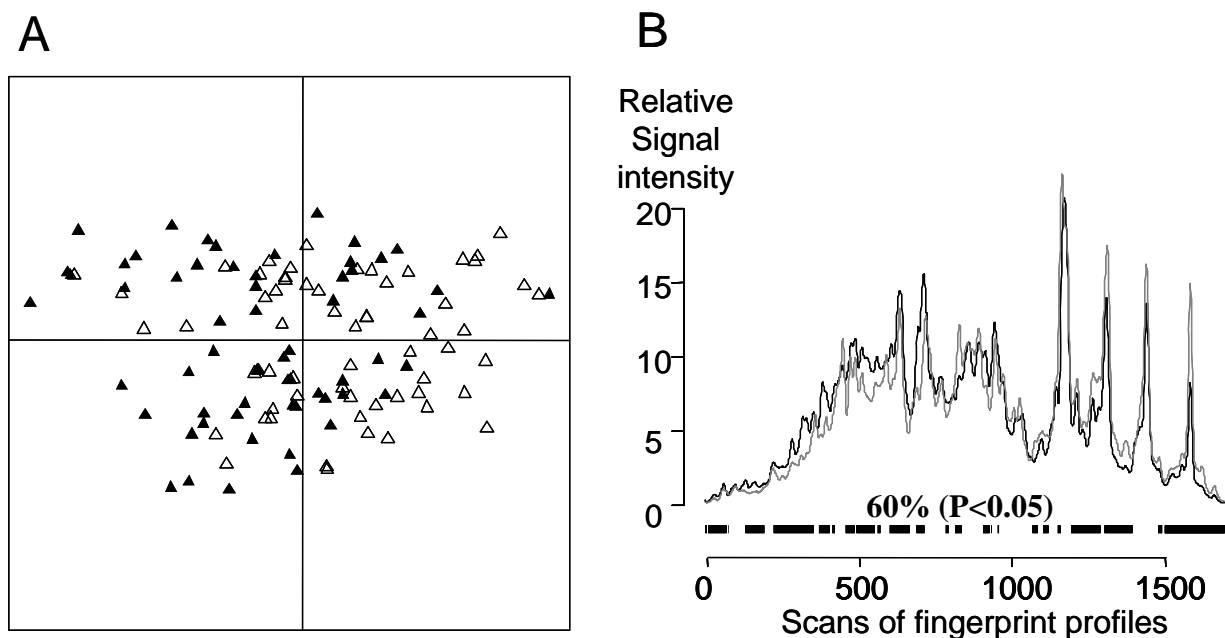 A
B
Relative
Signal
intensity
20
15
10
5
0
60% (P<0.05)
0
500
1000
1500
Scans of fingerprint profiles